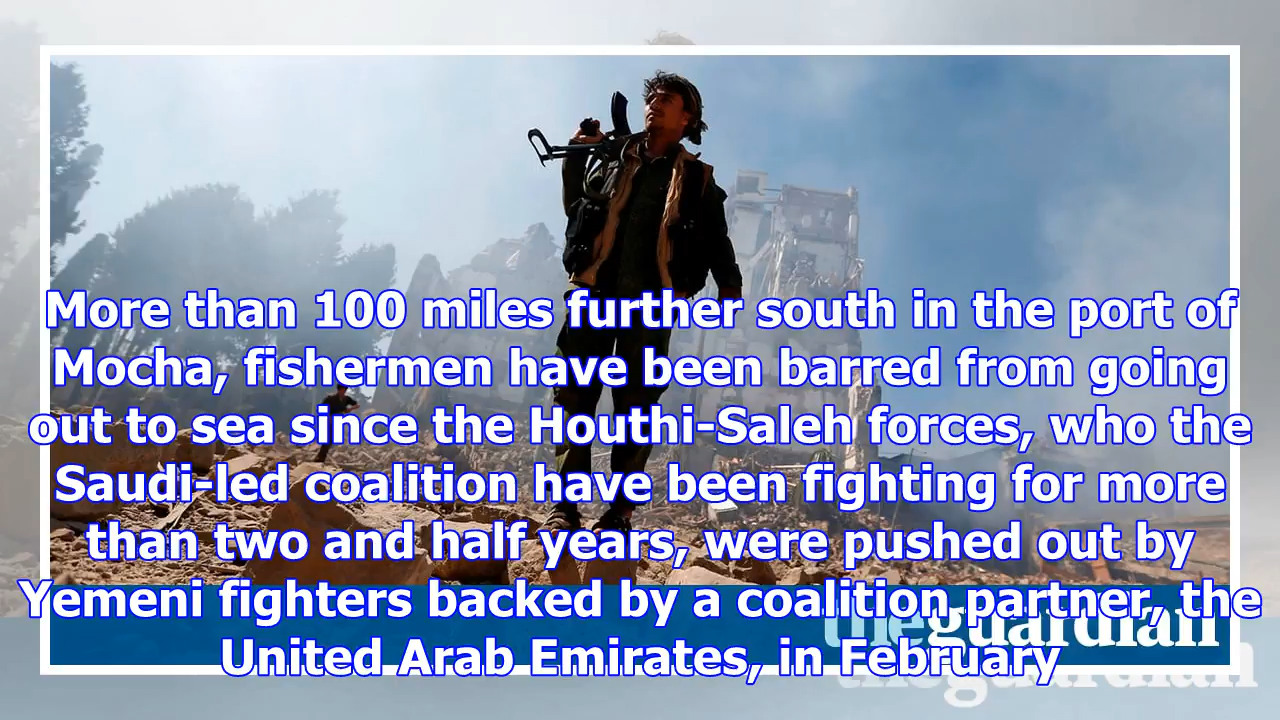 More than 100 miles further south in the port of
Mocha, fishermen have been barred from going
out to sea since the Houthi-Saleh forces, who the
Saudi-led coalition have been fighting for more
than two and half years, were pushed out by
Yemeni fighters backed by a coalition partner, the
theguardian
United Arab Emirates, in February
theguardian